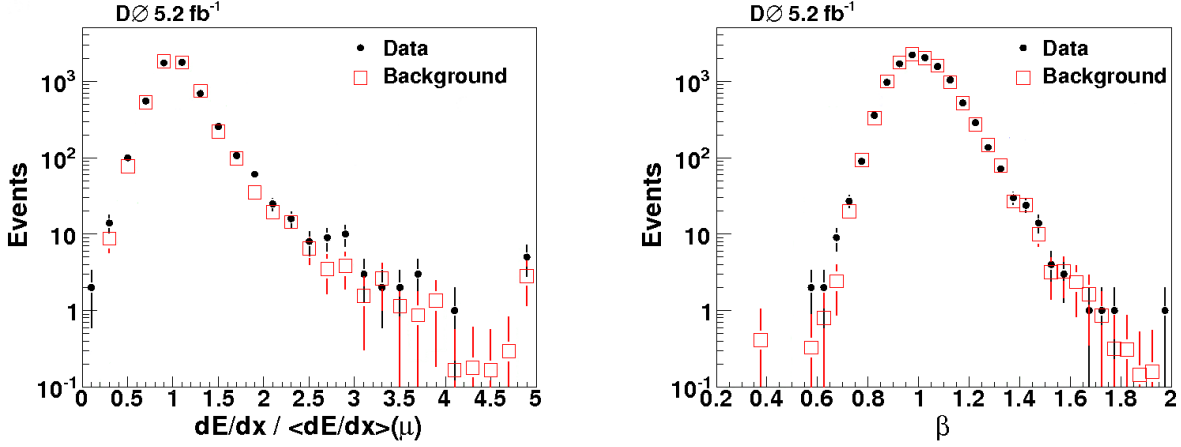 DØ 5.2 fb⁻¹
Data
Background
Events
10³
10²
10
1
10⁻¹
0 0.5 1 1.5 2 2.5 3 3.5 4 4.5 5
dE/dx / <dE/dx>(μ)
DØ 5.2 fb⁻¹
Data
Background
Events
10³
10²
10
1
10⁻¹
0.2 0.4 0.6 0.8 1 1.2 1.4 1.6 1.8 2
β